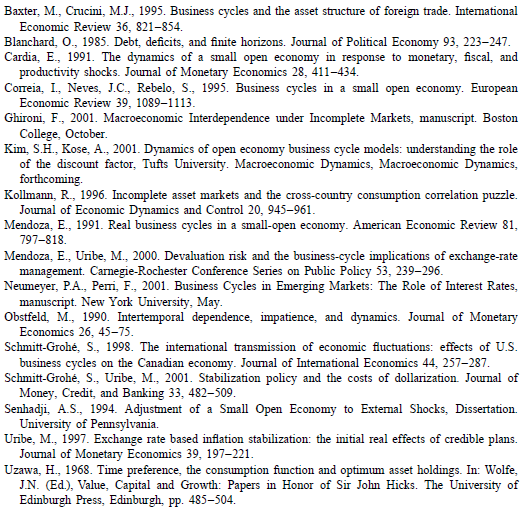 Baxter, M., Crucini, M.J., 1995. Business cycles and the asset structure of foreign trade. International
Economic Review 36, 821–854.
Blanchard, O., 1985. Debt, deficits, and finite horizons. Journal of Political Economy 93, 223–247.
Cardia, E., 1991. The dynamics of a small open economy in response to monetary, fiscal, and
productivity shocks. Journal of Monetary Economics 28, 411–434.
Correia, I., Neves, J.C., Rebelo, S., 1995. Business cycles in a small open economy. European
Economic Review 39, 1089–1113.
Ghironi, F., 2001. Macroeconomic Interdependence under Incomplete Markets, manuscript. Boston
College, October.
Kim, S.H., Kose, A., 2001. Dynamics of open economy business cycle models: understanding the role
of the discount factor, Tufts University. Macroeconomic Dynamics, Macroeconomic Dynamics,
forthcoming.
Kollmann, R., 1996. Incomplete asset markets and the cross-country consumption correlation puzzle.
Journal of Economic Dynamics and Control 20, 945–961.
Mendoza, E., 1991. Real business cycles in a small-open economy. American Economic Review 81,
797–818.
Mendoza, E., Uribe, M., 2000. Devaluation risk and the business-cycle implications of exchange-rate
management. Carnegie-Rochester Conference Series on Public Policy 53, 239–296.
Neumeyer, P.A., Perri, F., 2001. Business Cycles in Emerging Markets: The Role of Interest Rates,
manuscript. New York University, May.
Obstfeld, M., 1990. Intertemporal dependence, impatience, and dynamics. Journal of Monetary
Economics 26, 45–75.
Schmitt-Grohé, S., 1998. The international transmission of economic fluctuations: effects of U.S.
business cycles on the Canadian economy. Journal of International Economics 44, 257–287.
Schmitt-Grohé, S., Uribe, M., 2001. Stabilization policy and the costs of dollarization. Journal of
Money, Credit, and Banking 33, 482–509.
Senhadji, A.S., 1994. Adjustment of a Small Open Economy to External Shocks, Dissertation.
University of Pennsylvania.
Uribe, M., 1997. Exchange rate based inflation stabilization: the initial real effects of credible plans.
Journal of Monetary Economics 39, 197–221.
Uzawa, H., 1968. Time preference, the consumption function and optimum asset holdings. In: Wolfe,
J.N. (Ed.), Value, Capital and Growth: Papers in Honor of Sir John Hicks. The University of
Edinburgh Press, Edinburgh, pp. 485–504.